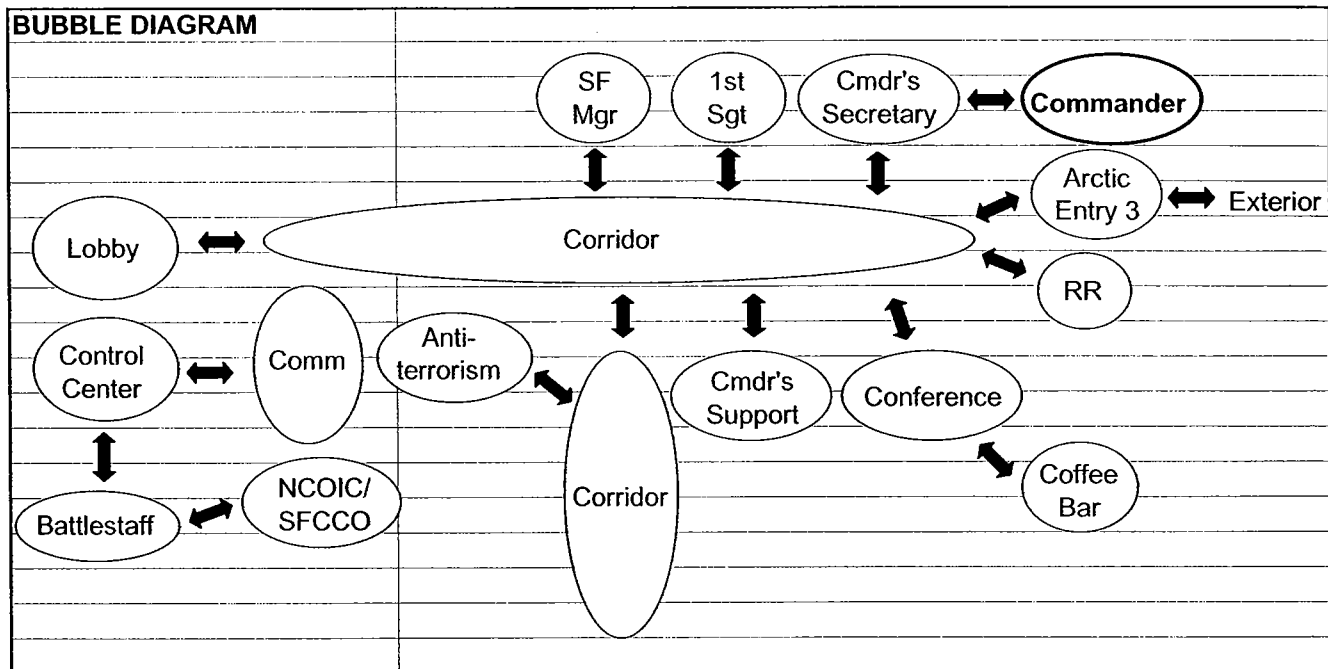 BUBBLE DIAGRAM
SF
Mgr
1st
Sgt
Cmdr's
Secretary
Commander
Arctic
Entry 3
Exterior
Lobby
Corridor
RR
Control
Center
Comm
Anti-
terrorism
Cmdr's
Support
Conference
Coffee
Bar
Corridor
NCOIC/
SFCCO
Battlestaff